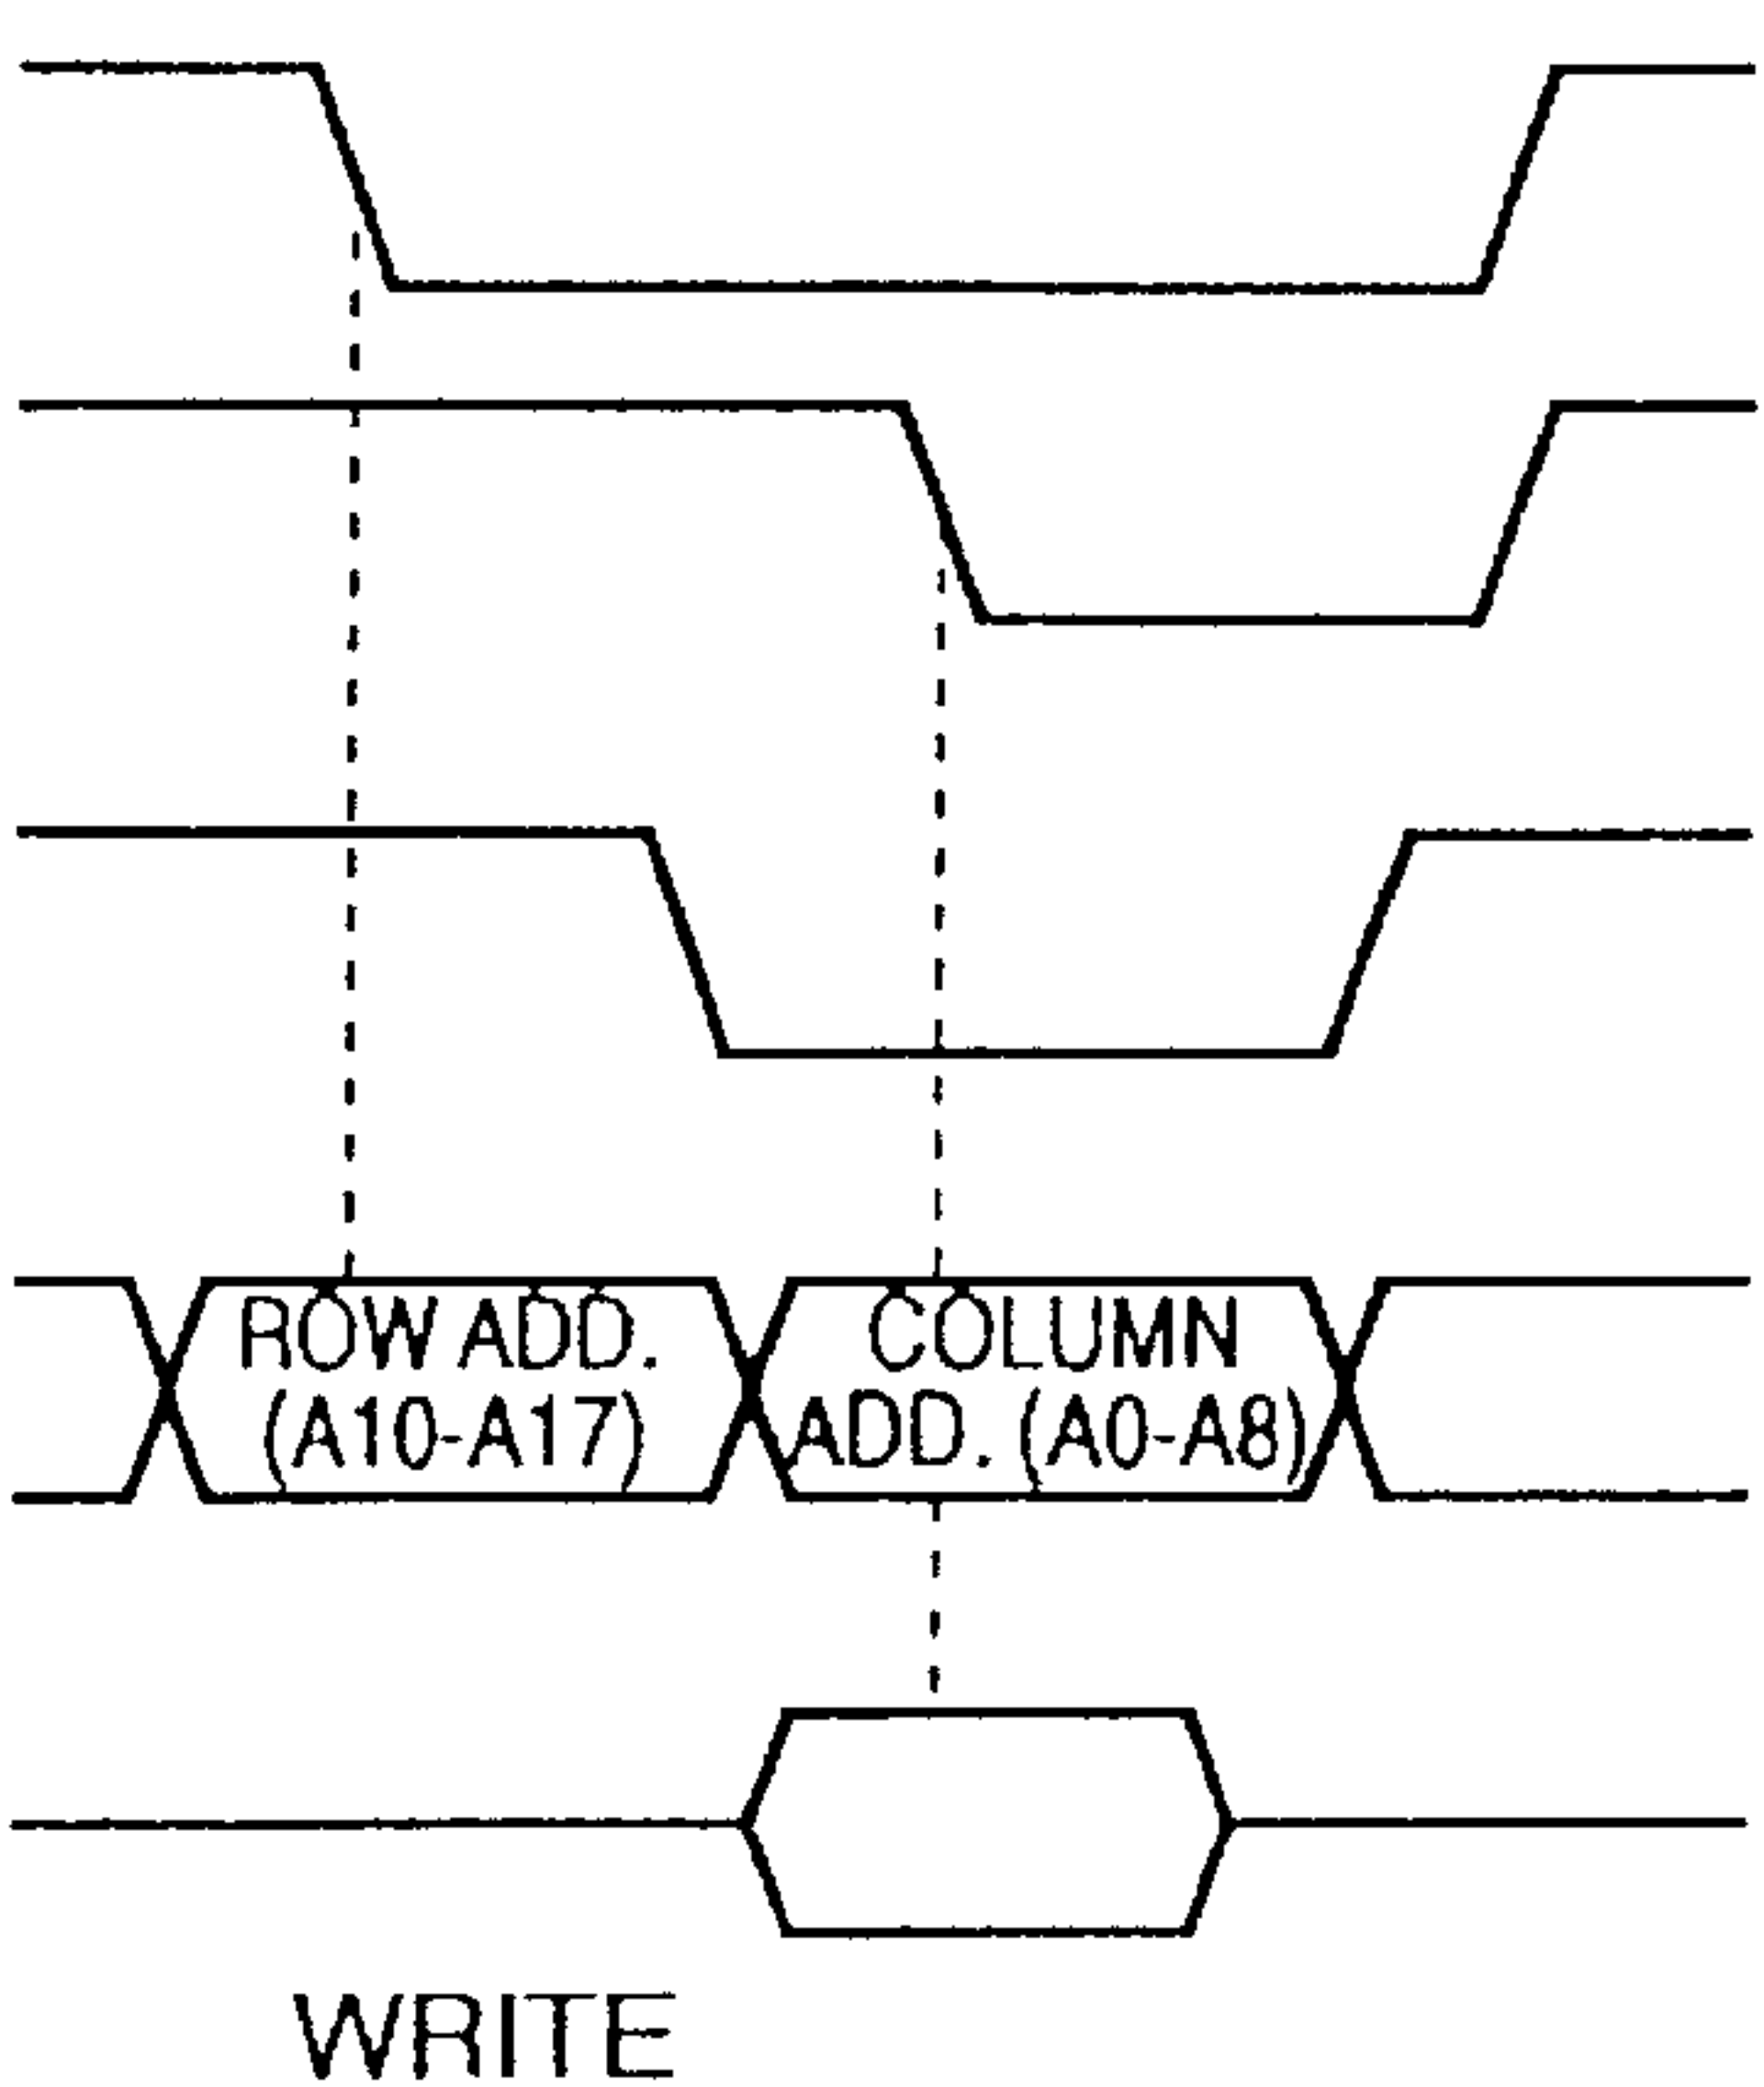 ROW ADD.
(A10-A17)
COLUMN
ADD. (A0-A8)
WRITE